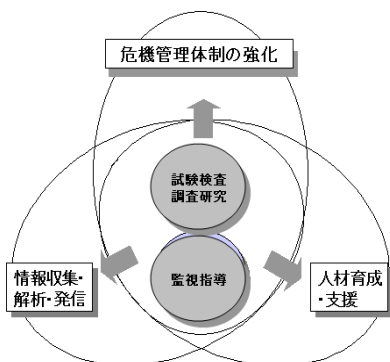 危機管理体制の強化
試験検査
調査研究
監視指導
情報収集・
解析・発信
人材育成
・支援